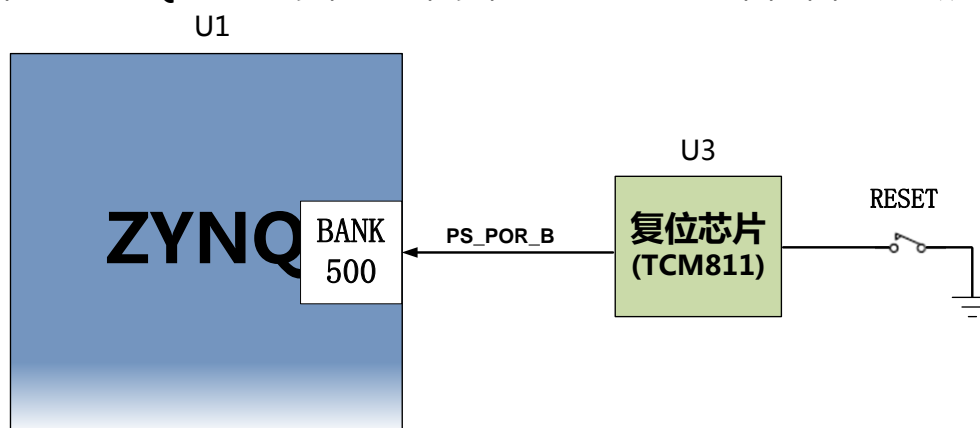 U1
U3
RESET
ZYNQ
BANK
500
PS_POR_B
复位芯片
(TCM811)